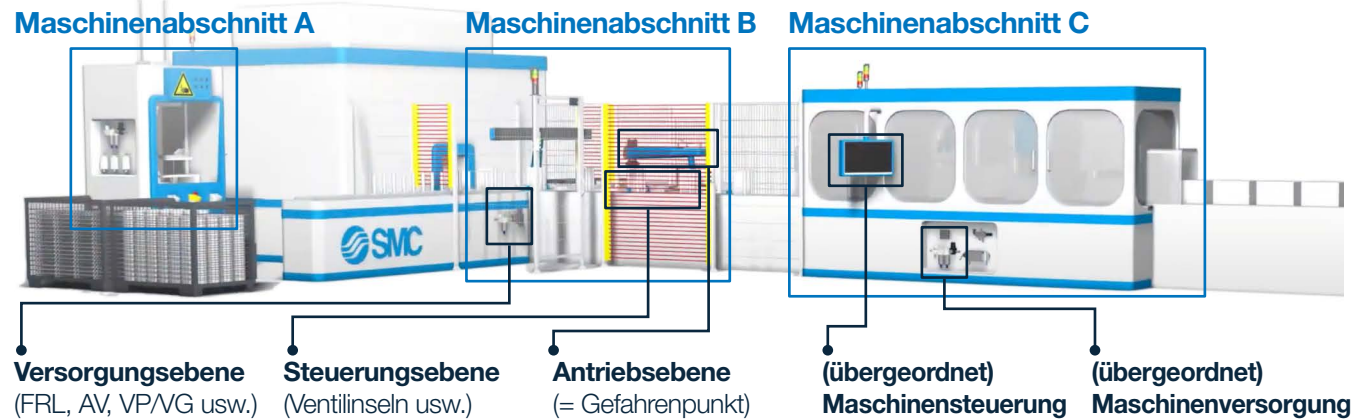 Maschinenabschnitt A
Maschinenabschnitt B
Maschinenabschnitt C
SMC
Versorgungsebene
(FRL, AV, VP/VG usw.)
Steuerungsebene
(Ventilinseln usw.)
Antriebsebene
(= Gefahrenpunkt)
(übergeordnet)
Maschinensteuerung
(übergeordnet)
Maschinenversorgung